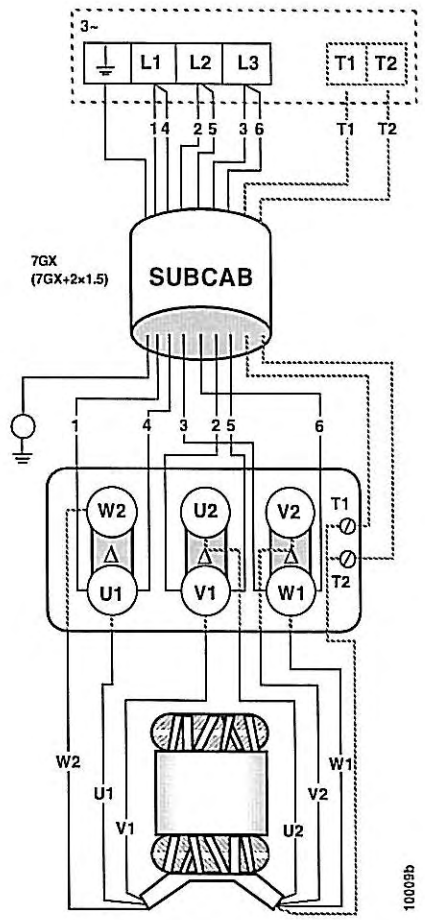 3~
L1 L2 L3 T1 T2
1 4 2 5 3 6 T1 T2
7GX
(7GX+2×1.5)
SUBCAB
1 4 3 2 5 6
W2 U2 V2 T1
U1 V1 W1 T2
W2 U1 V1 U2 V2 W1
10009b